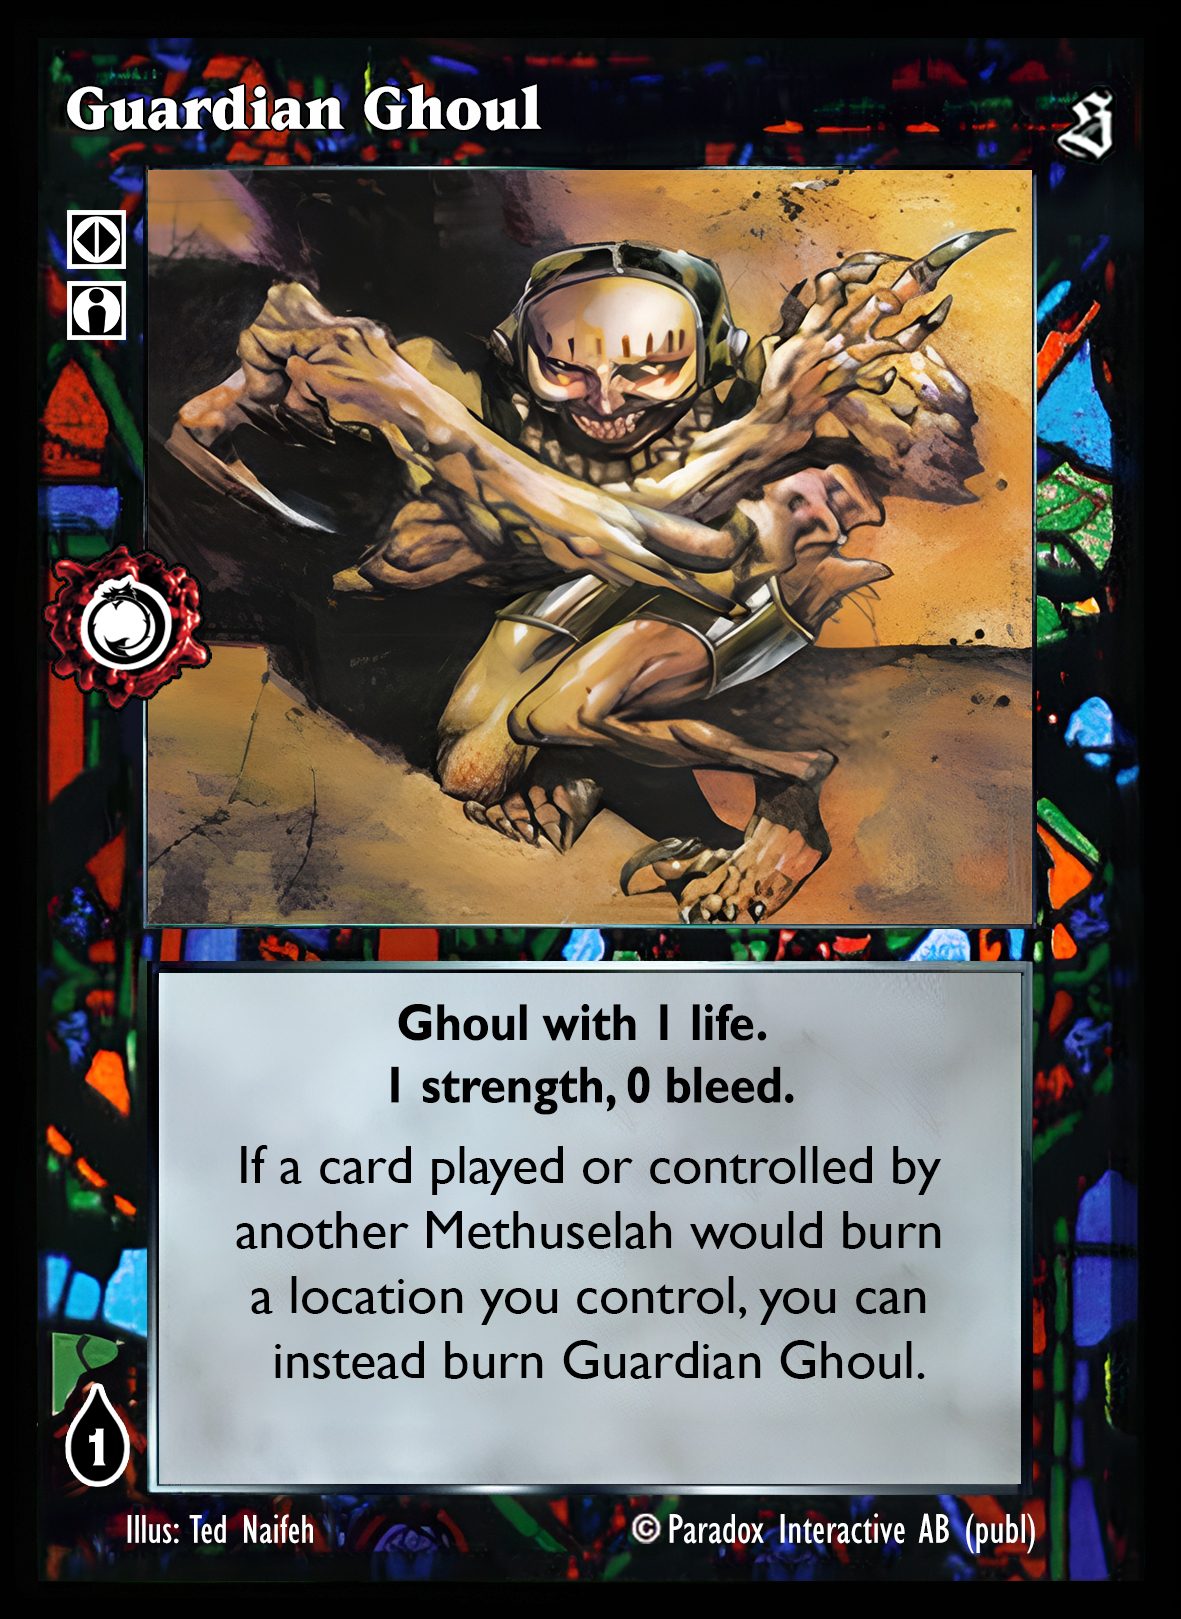 Guardian Ghoul
Ghoul with 1 life.
1 strength, 0 bleed.
If a card played or controlled by
another Methuselah would burn
a location you control, you can
instead burn Guardian Ghoul.
1
Illus: Ted Naifeh
© Paradox Interactive AB (publ)